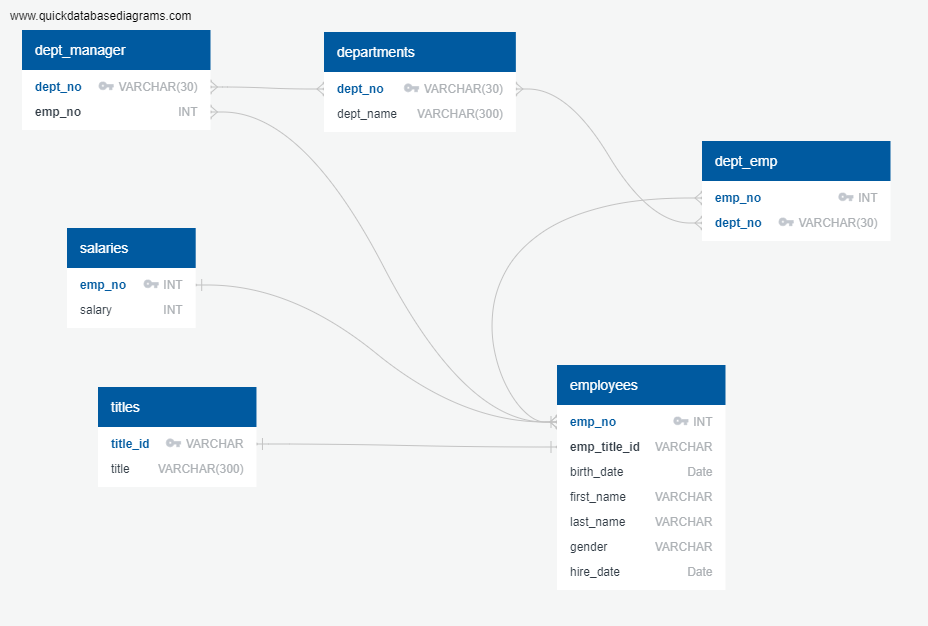 www.quickdatabasediagrams.com
dept_manager
dept_no VARCHAR(30)
emp_no INT
departments
dept_no VARCHAR(30)
dept_name VARCHAR(300)
dept_emp
emp_no INT
dept_no VARCHAR(30)
salaries
emp_no INT
salary INT
titles
title_id VARCHAR
title VARCHAR(300)
employees
emp_no INT
emp_title_id VARCHAR
birth_date Date
first_name VARCHAR
last_name VARCHAR
gender VARCHAR
hire_date Date